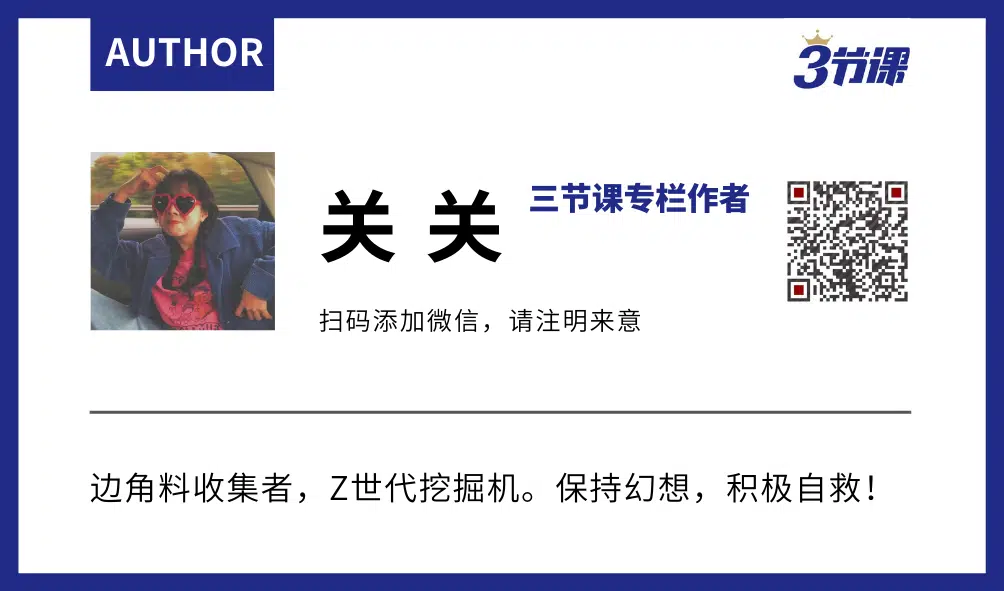 AUTHOR
3节课
关关
三节课专栏作者
扫码添加微信，请注明来意
边角料收集者，Z世代挖掘机。保持幻想，积极自救！